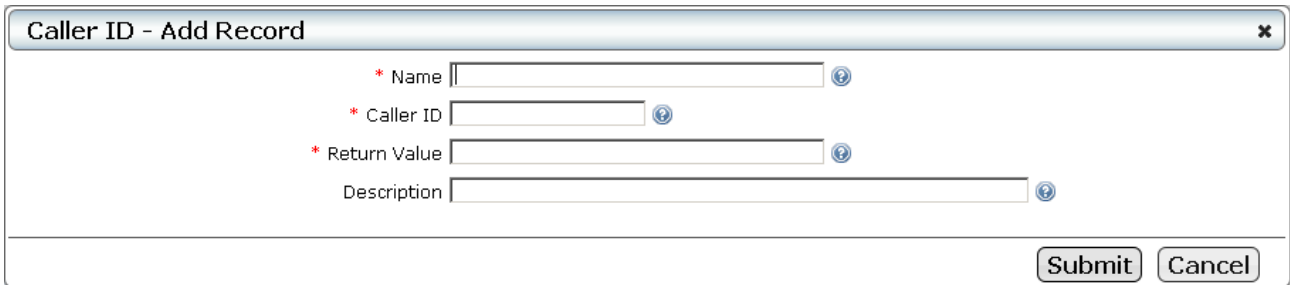 Caller ID - Add Record
* Name
* Caller ID
* Return Value
Description
Submit Cancel